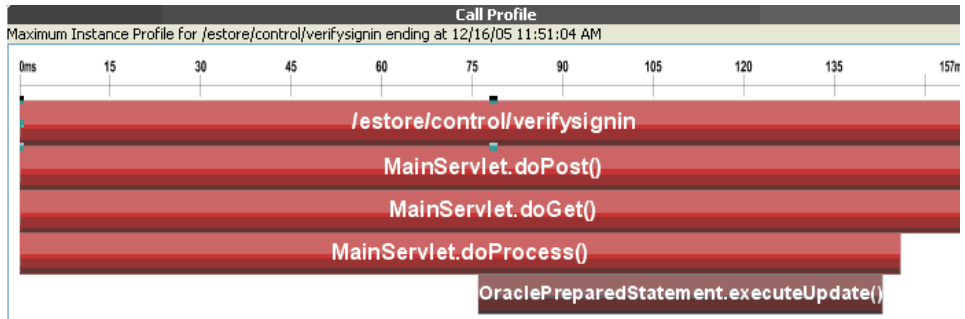 Call Profile
Maximum Instance Profile for /estore/control/verifysignin ending at 12/16/05 11:51:04 AM
0ms 15 30 45 60 75 90 105 120 135 157m
/estore/control/verifysignin
MainServlet.doPost()
MainServlet.doGet()
MainServlet.doProcess()
OraclePreparedStatement.executeUpdate()